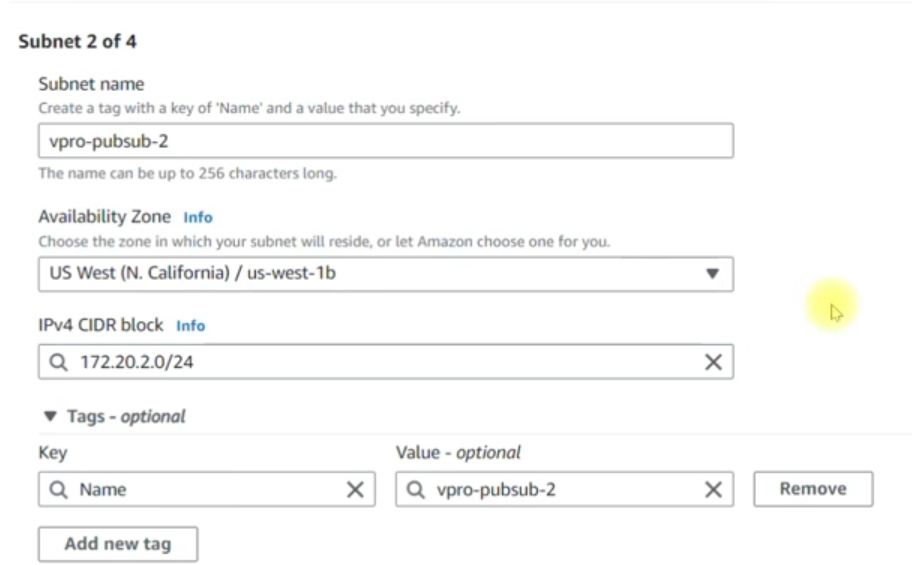 Subnet 2 of 4
Subnet name
Create a tag with a key of 'Name' and a value that you specify.
vpro-pubsub-2
The name can be up to 256 characters long.
Availability Zone Info
Choose the zone in which your subnet will reside, or let Amazon choose one for you.
US West (N. California) / us-west-1b
IPv4 CIDR block Info
172.20.2.0/24
Tags - optional
Key Value - optional
Name vpro-pubsub-2 Remove
Add new tag